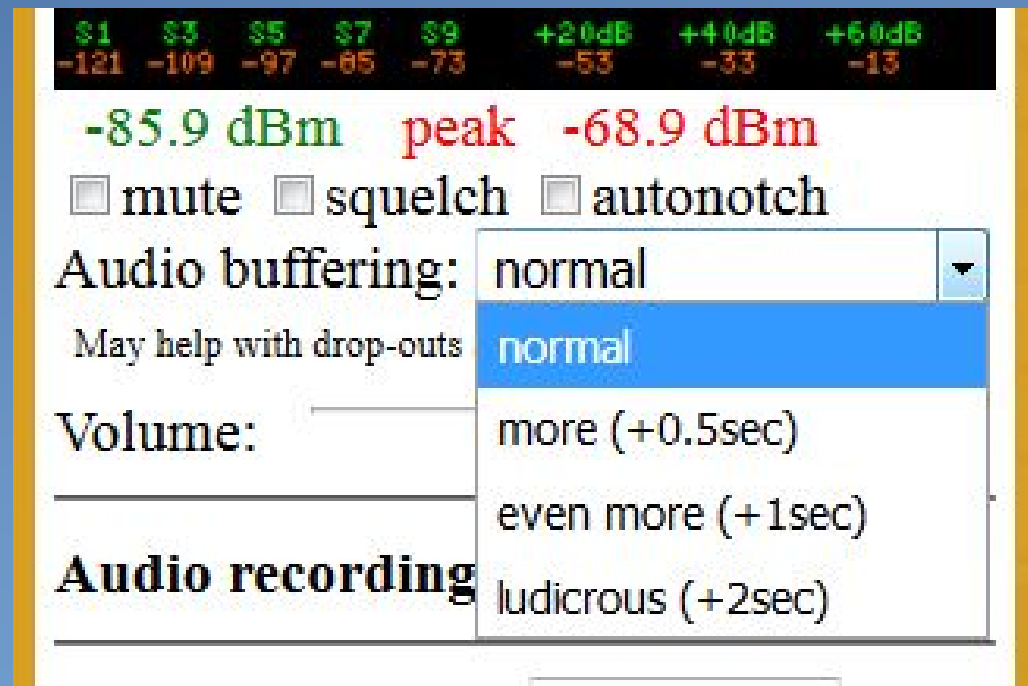 S1 S3 S5 S7 S9 +20dB +40dB +60dB
-121 -109 -97 -85 -73 -53 -33 -13
-85.9 dBm peak -68.9 dBm
mute squelch autonotch
Audio buffering: normal
May help with drop-outs
normal
Volume:
more (+0.5sec)
even more (+1sec)
Audio recording
ludicrous (+2sec)